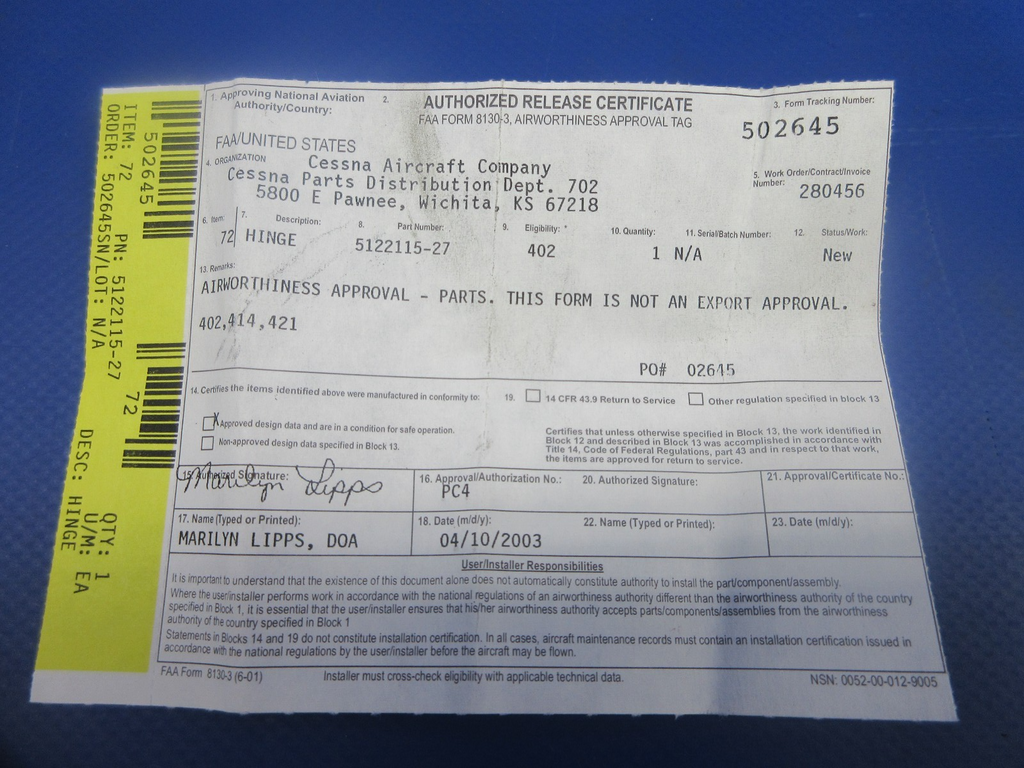 1. Approving National Aviation Authority/Country:
2.
AUTHORIZED RELEASE CERTIFICATE
FAA FORM 8130-3, AIRWORTHINESS APPROVAL TAG
3. Form Tracking Number:
502645
FAA/UNITED STATES
4. ORGANIZATION
Cessna Aircraft Company
Cessna Parts Distribution Dept. 702
5800 E Pawnee, Wichita, KS 67218
5. Work Order/Contract/Invoice
Number:
280456
6. Item:
72
7. Description:
HINGE
8. Part Number:
5122115-27
9. Eligibility: *
402
10. Quantity:
1
11. Serial/Batch Number:
N/A
12. Status/Work:
New
13. Remarks:
AIRWORTHINESS APPROVAL - PARTS. THIS FORM IS NOT AN EXPORT APPROVAL.
402,414,421
PO# 02645
14. Certifies the items identified above were manufactured in conformity to:
X Approved design data and are in a condition for safe operation.
Non-approved design data specified in Block 13.
19. 14 CFR 43.9 Return to Service
Other regulation specified in block 13
Certifies that unless otherwise specified in Block 13, the work identified in
Block 12 and described in Block 13 was accomplished in accordance with
Title 14, Code of Federal Regulations, part 43 and in respect to that work,
the items are approved for return to service.
15. Authorized Signature:
Marilyn Lipps
16. Approval/Authorization No.:
PC4
20. Authorized Signature:
21. Approval/Certificate No.:
17. Name (Typed or Printed):
MARILYN LIPPS, DOA
18. Date (m/d/y):
04/10/2003
22. Name (Typed or Printed):
23. Date (m/d/y):
User/Installer Responsibilities
It is important to understand that the existence of this document alone does not automatically constitute authority to install the part/component/assembly.
Where the user/installer performs work in accordance with the national regulations of an airworthiness authority different than the airworthiness authority of the country
specified in Block 1, it is essential that the user/installer ensures that his/her airworthiness authority accepts parts/components/assemblies from the airworthiness
authority of the country specified in Block 1
Statements in Blocks 14 and 19 do not constitute installation certification. In all cases, aircraft maintenance records must contain an installation certification issued in
accordance with the national regulations by the user/installer before the aircraft may be flown.
FAA Form 8130-3 (6-01)
Installer must cross-check eligibility with applicable technical data.
NSN: 0052-00-012-9005
502645
72
ITEM: 72 PN: 5122115-27 QTY: 1
ORDER: 502645SN/LOT: N/A U/M: EA
DESC: HINGE